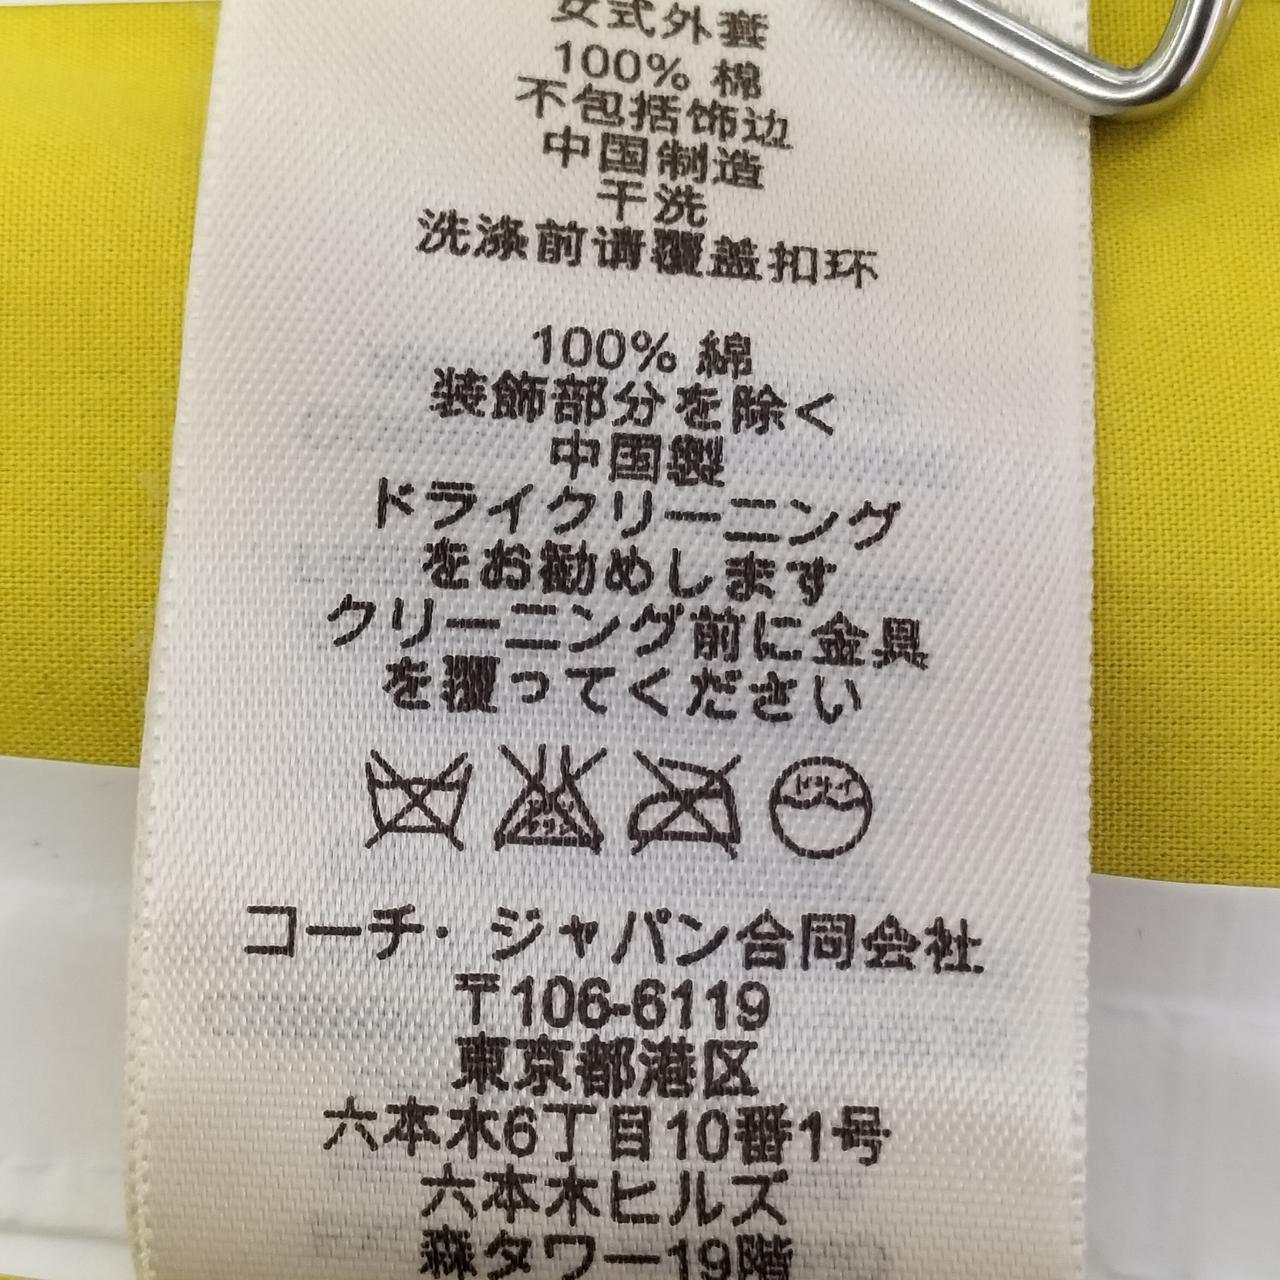 女式外套
100% 棉
不包括饰边
中国制造
干洗
洗涤前请覆盖扣环
100% 綿
装飾部分を除く
中国製
ドライクリーニング
をお勧めします
クリーニング前に金具
を覆ってください
ドライ
コーチ・ジャパン合同会社
〒106-6119
東京都港区
六本木6丁目10番1号
六本木ヒルズ
森タワー19階